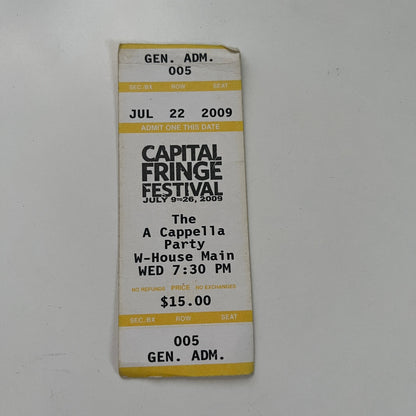 GEN. ADM.
005
SEC./BX ROW SEAT
JUL 22 2009
ADMIT ONE THIS DATE
CAPITAL
FRINGE
FESTIVAL
JULY 9TO26, 2009
The
A Cappella
Party
W-House Main
WED 7:30 PM
NO REFUNDS PRICE NO EXCHANGES
$15.00
SEC./BX ROW SEAT
005
GEN. ADM.